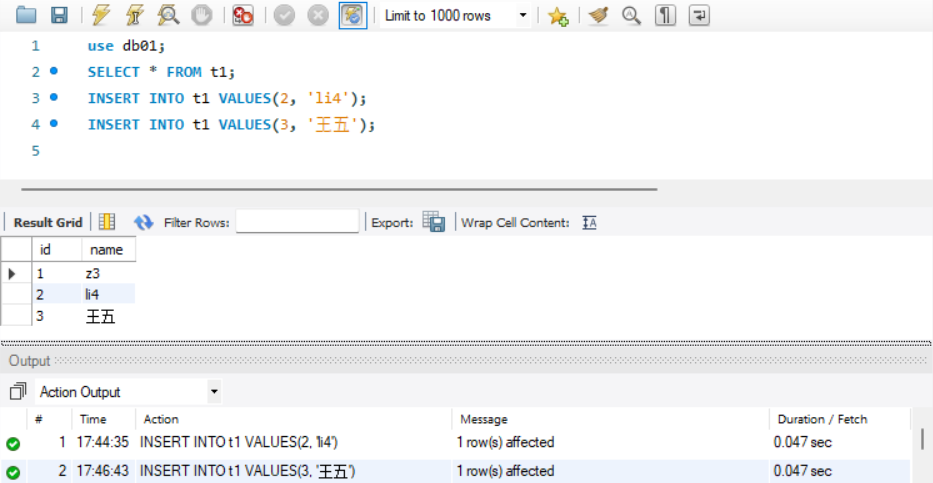 Limit to 1000 rows
1 use db01;
2 SELECT * FROM t1;
3 INSERT INTO t1 VALUES(2, 'li4');
4 INSERT INTO t1 VALUES(3, '王五');
5
Result Grid Filter Rows: Export: Wrap Cell Content: IA
id name
1 z3
2 li4
3 王五
Output
Action Output
# Time Action Message Duration / Fetch
1 17:44:35 INSERT INTO t1 VALUES(2, 'li4') 1 row(s) affected 0.047 sec
2 17:46:43 INSERT INTO t1 VALUES(3, '王五') 1 row(s) affected 0.047 sec